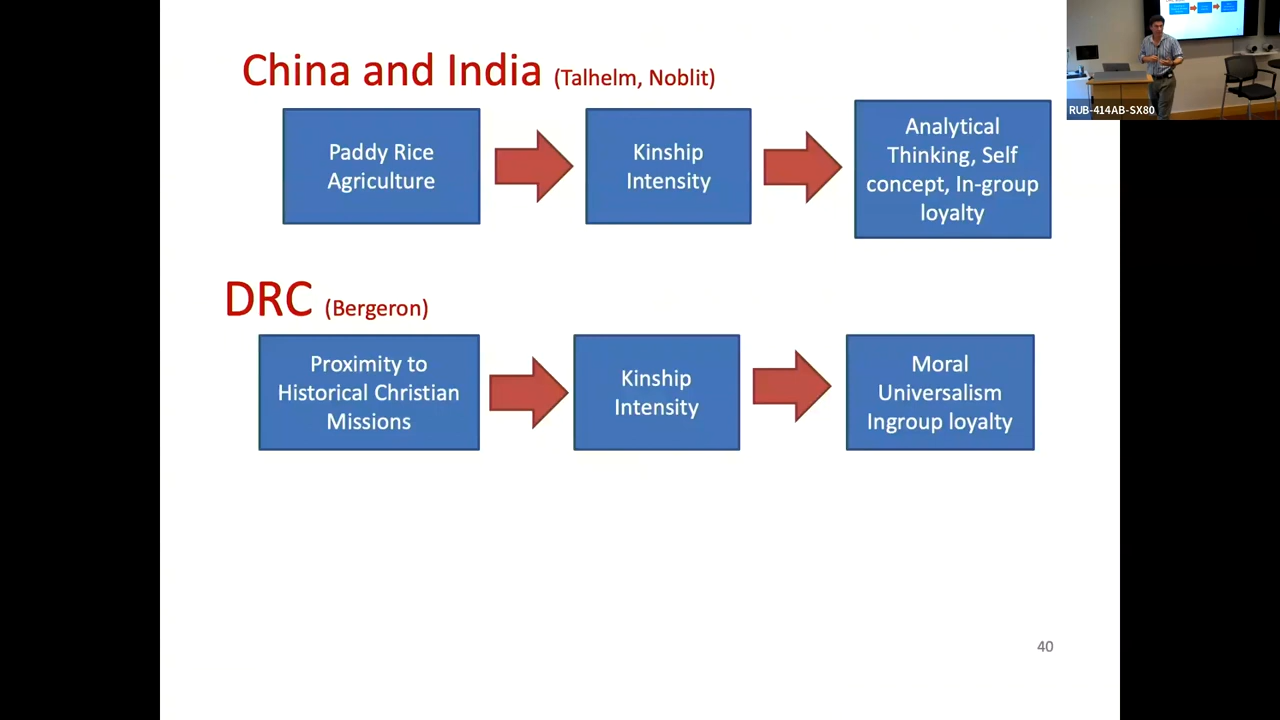 China and India (Talhelm, Noblit)
Paddy Rice
Agriculture
Kinship
Intensity
Analytical
Thinking, Self
concept, In-group
loyalty
DRC (Bergeron)
Proximity to
Historical Christian
Missions
Kinship
Intensity
Moral
Universalism
Ingroup loyalty
40
RUB-414AB-SX80